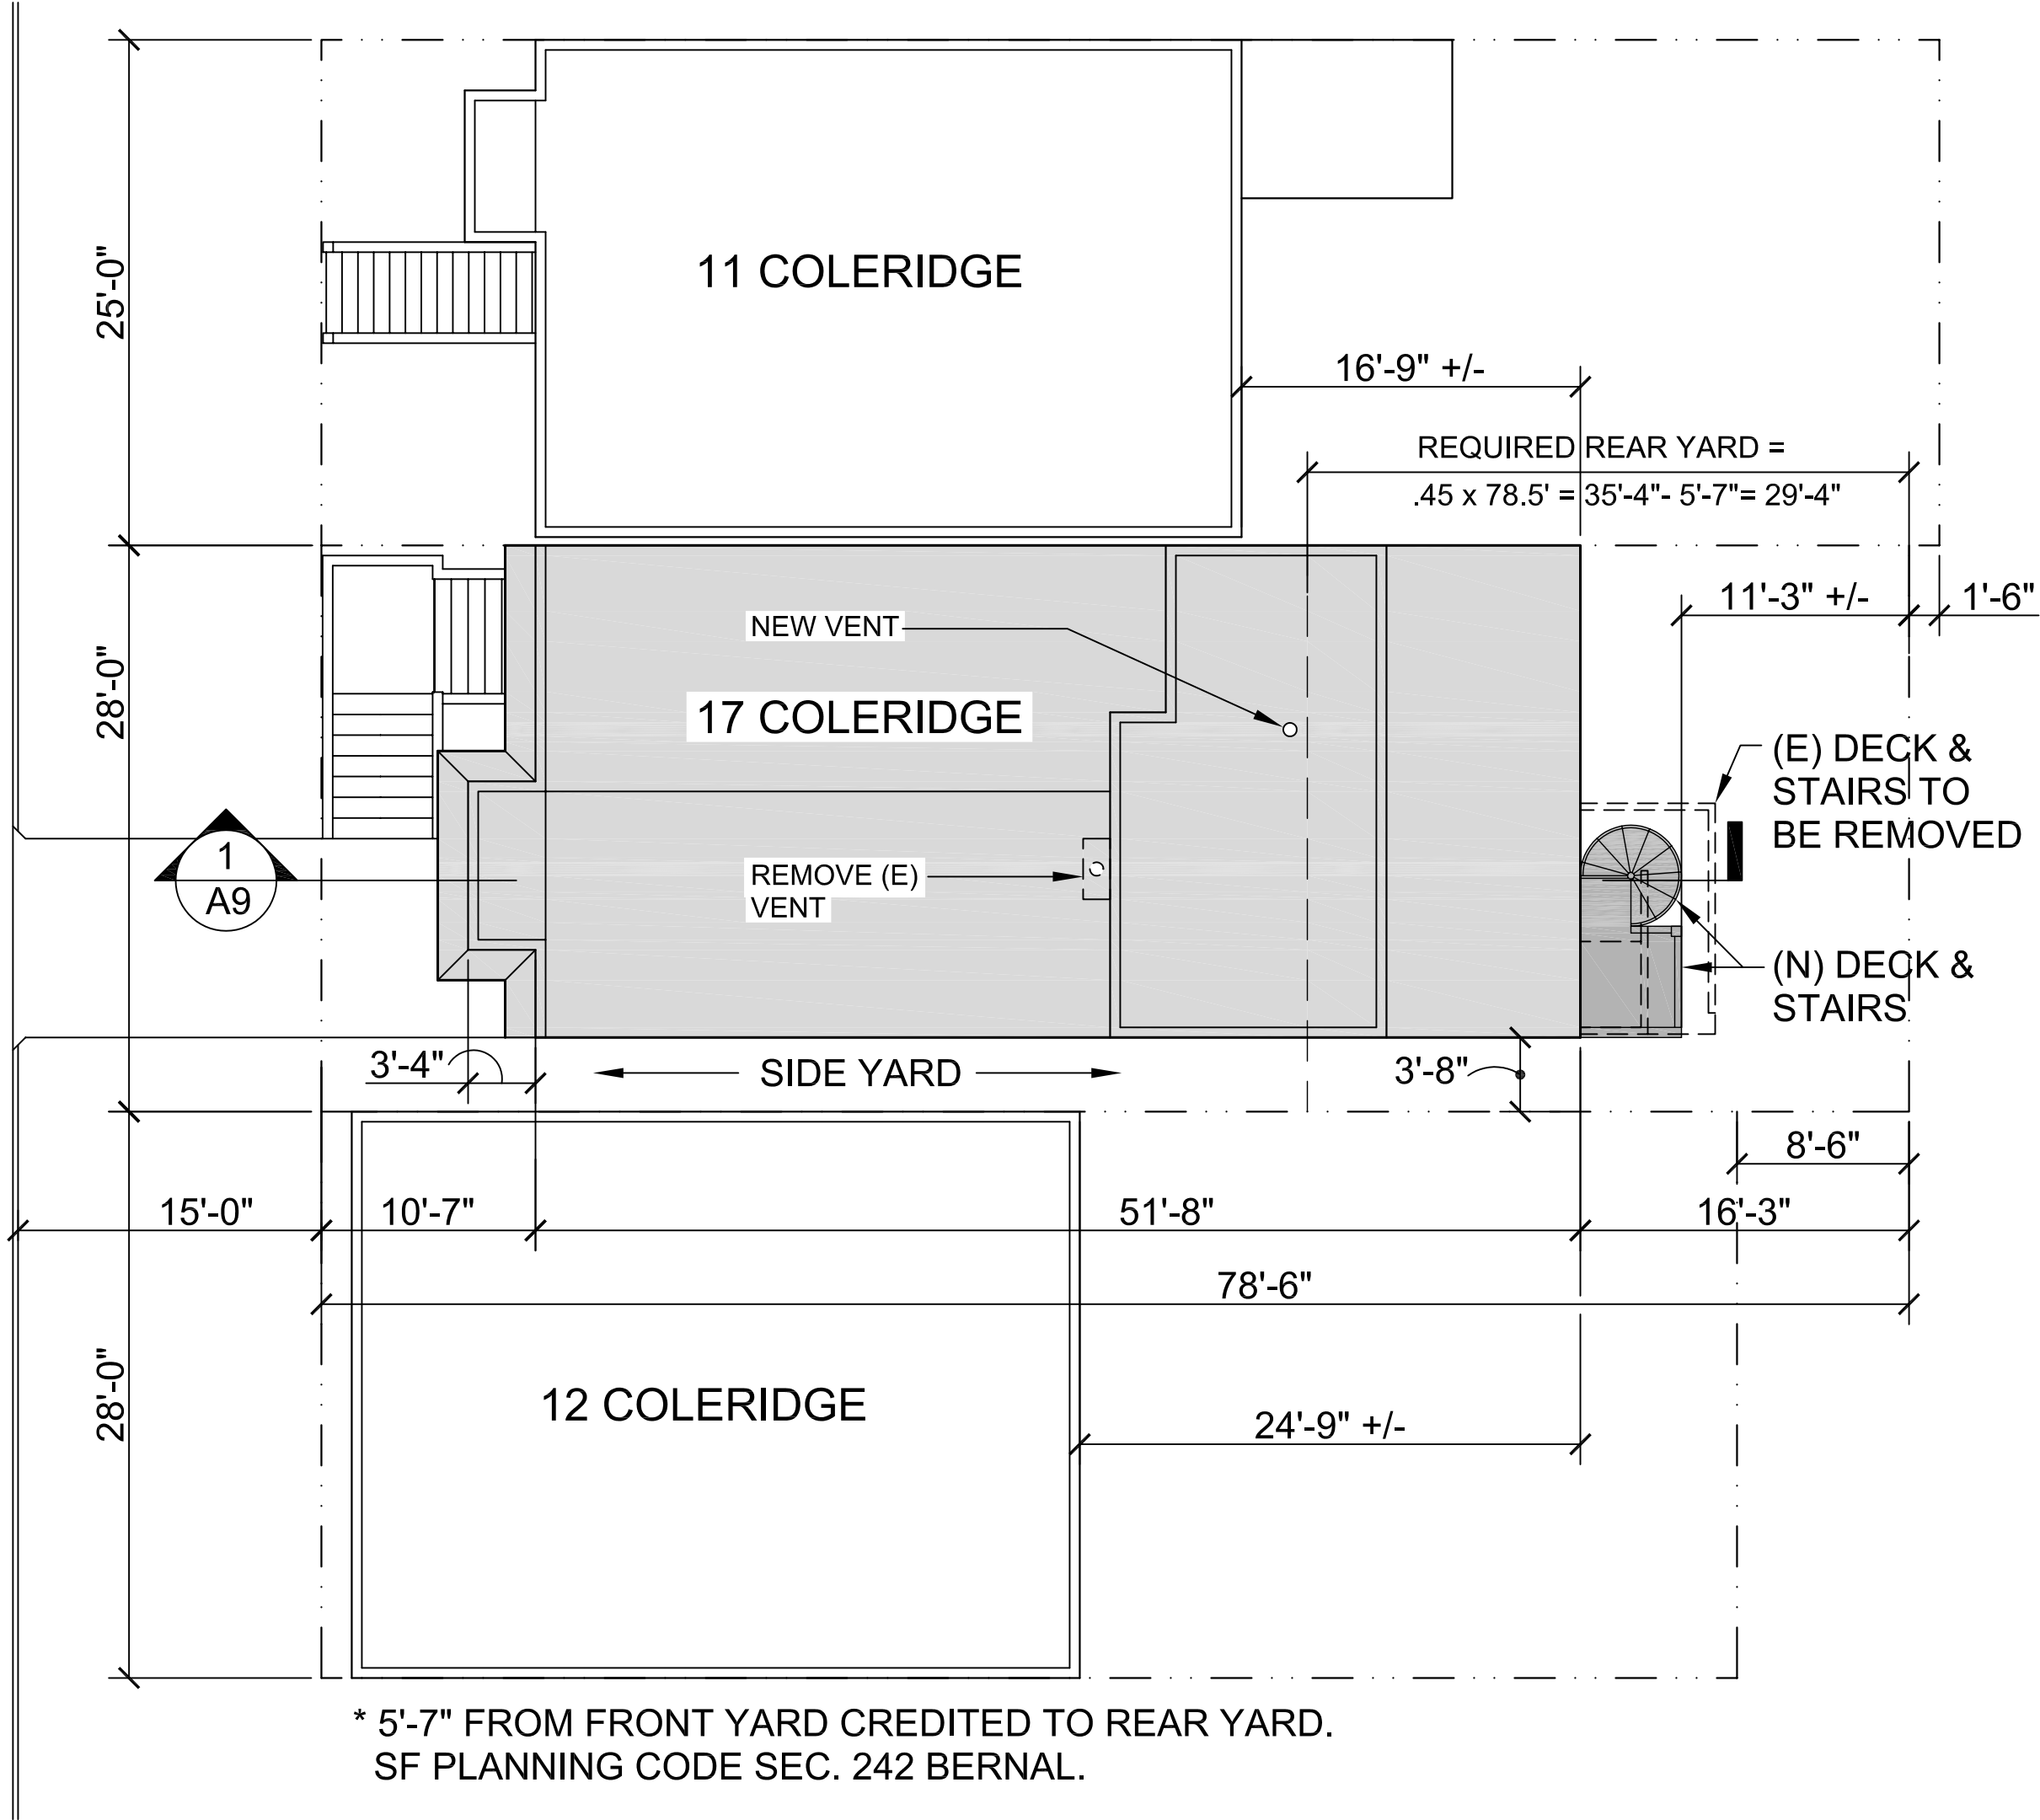 25'-0"
11 COLERIDGE
16'-9" +/-
REQUIRED REAR YARD =
.45 x 78.5' = 35'-4"- 5'-7"= 29'-4"
11'-3" +/-
1'-6"
NEW VENT
28'-0"
17 COLERIDGE
(E) DECK &
STAIRS TO
BE REMOVED
1
A9
REMOVE (E)
VENT
(N) DECK &
STAIRS
3'-4"
SIDE YARD
3'-8"
8'-6"
15'-0"
10'-7"
51'-8"
16'-3"
78'-6"
28'-0"
12 COLERIDGE
24'-9" +/-
* 5'-7" FROM FRONT YARD CREDITED TO REAR YARD.
SF PLANNING CODE SEC. 242 BERNAL.